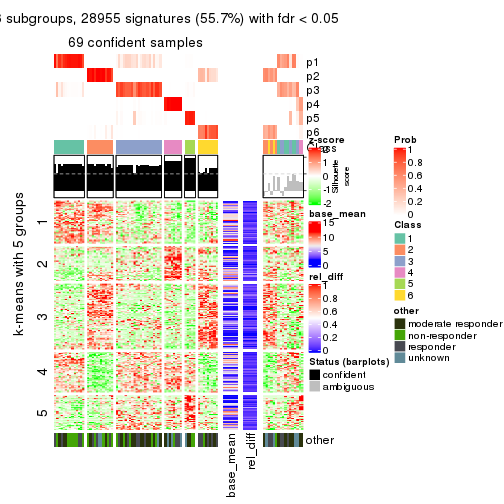 subgroups, 28955 signatures (55.7%) with fdr < 0.05
69 confident samples
p1
p2
p3
p4
p5
p6
Class
Silhouette
score
k-means with 5 groups
1
2
3
4
5
base_mean
rel_diff
other
z-score
2
0
-2
base_mean
15
10
5
0
rel_diff
1
0.8
0.6
0.4
0.2
0
Status (barplots)
confident
ambiguous
Prob
1
0.8
0.6
0.4
0.2
0
Class
1
2
3
4
5
6
other
moderate responder
non-responder
responder
unknown